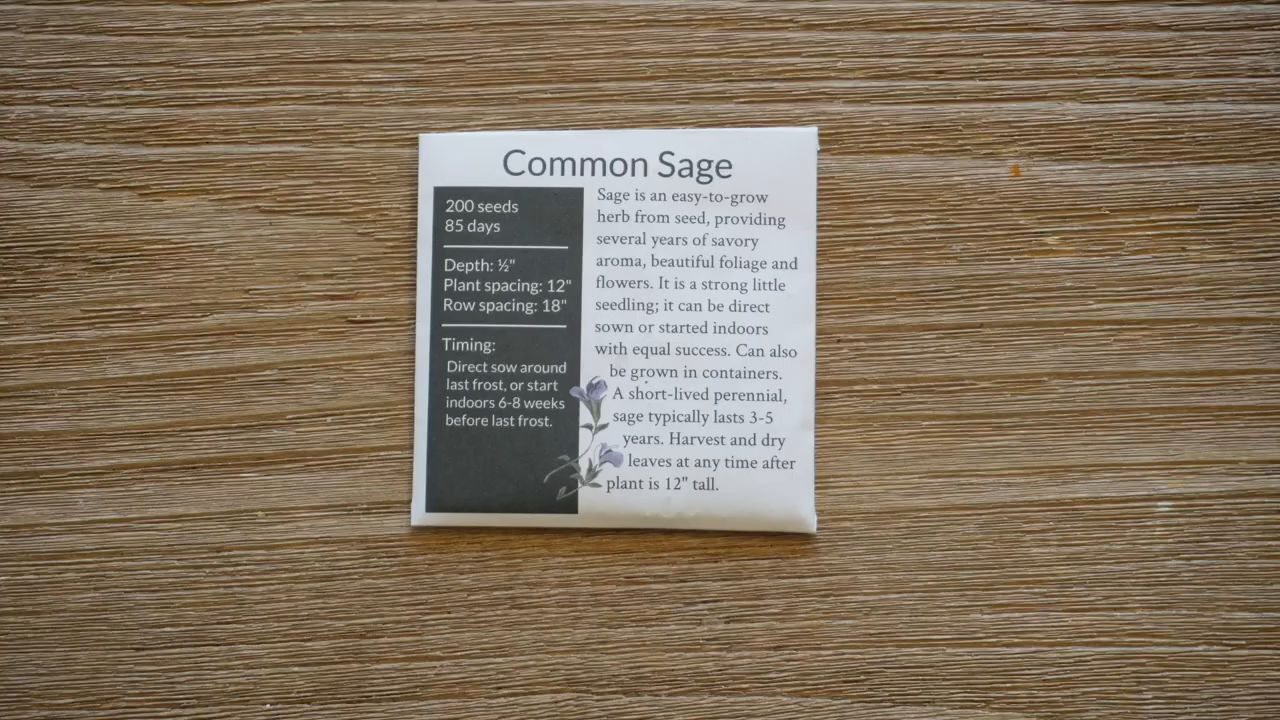 Common Sage
200 seeds
85 days
Depth: ½"
Plant spacing: 12"
Row spacing: 18"
Timing:
Direct sow around
last frost, or start
indoors 6-8 weeks
before last frost.
Sage is an easy-to-grow
herb from seed, providing
several years of savory
aroma, beautiful foliage and
flowers. It is a strong little
seedling; it can be direct
sown or started indoors
with equal success. Can also
be grown in containers.
A short-lived perennial,
sage typically lasts 3-5
years. Harvest and dry
leaves at any time after
plant is 12" tall.